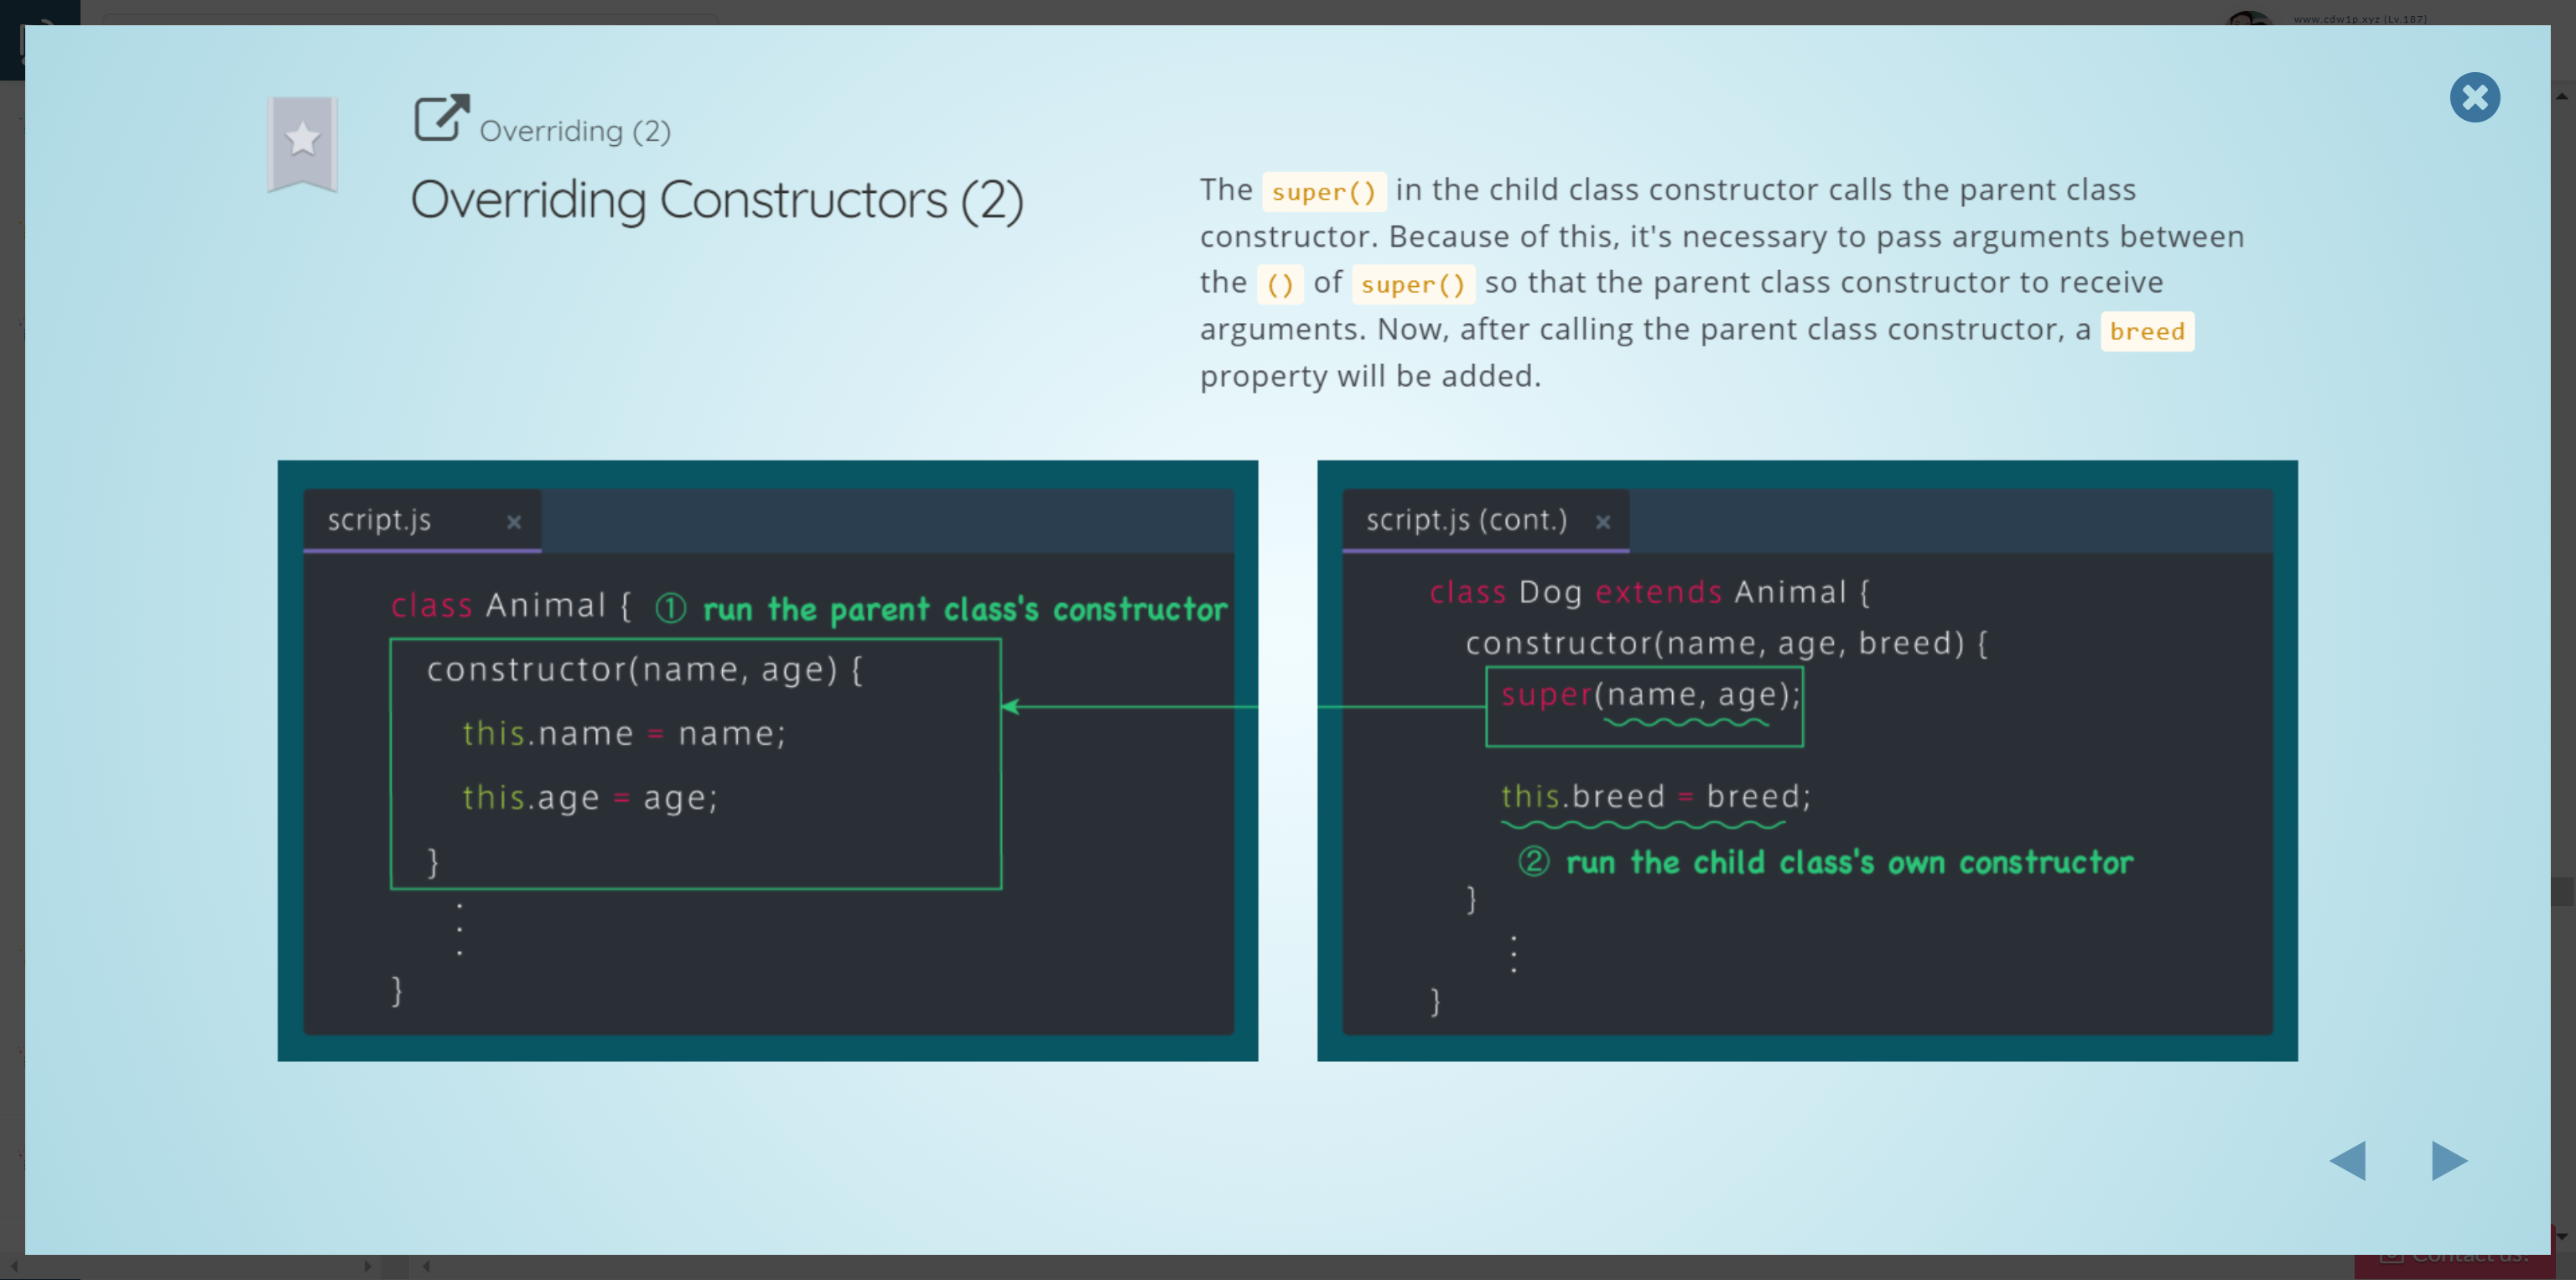 www.cdw1p.xyz (Lv.187)
Overriding (2)
Overriding Constructors (2)
The super() in the child class constructor calls the parent class
constructor. Because of this, it's necessary to pass arguments between
the () of super() so that the parent class constructor to receive
arguments. Now, after calling the parent class constructor, a breed
property will be added.
script.js
class Animal { ① run the parent class's constructor
constructor(name, age) {
this.name = name;
this.age = age;
}
}
script.js (cont.)
class Dog extends Animal {
constructor(name, age, breed) {
super(name, age);
this.breed = breed;
② run the child class's own constructor
}
}
Contact us!